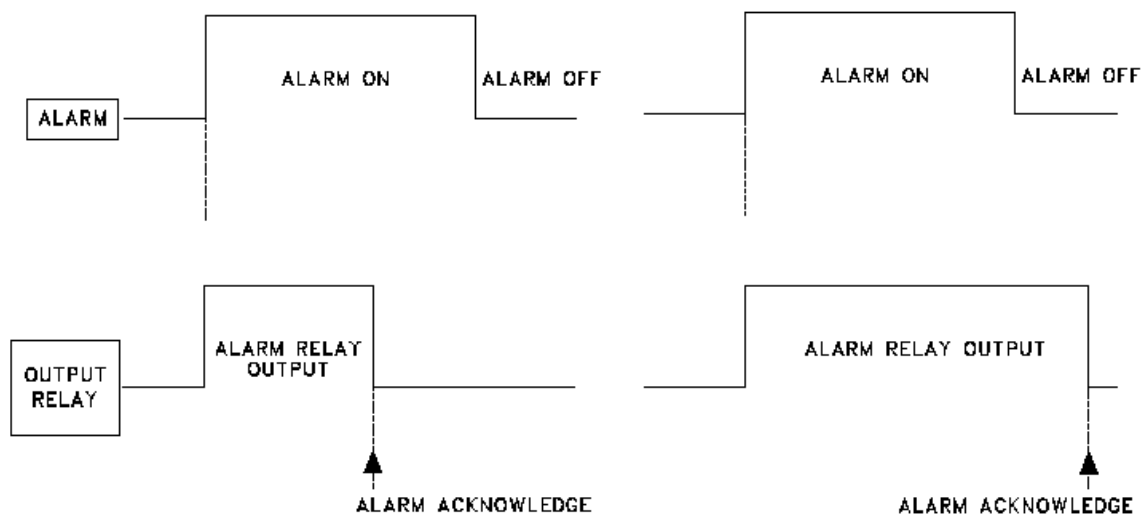 ALARM ON
ALARM OFF
ALARM ON
ALARM OFF
ALARM
ALARM RELAY
OUTPUT
ALARM RELAY OUTPUT
OUTPUT
RELAY
ALARM ACKNOWLEDGE
ALARM ACKNOWLEDGE